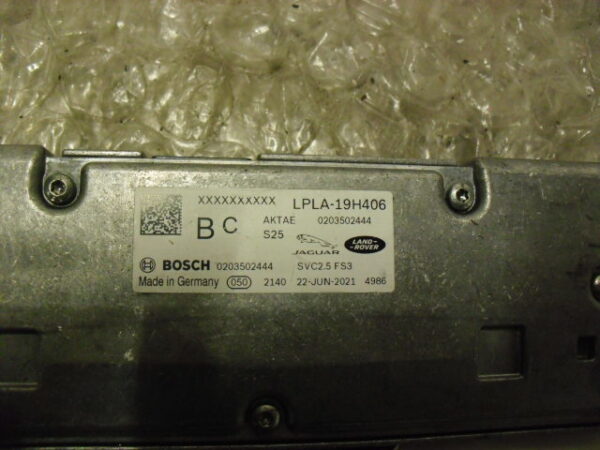 XXXXXXXXXX LPLA-19H406
B C AKTAE 0203502444
S25 JAGUAR LAND-ROVER
BOSCH 0203502444 SVC2.5 FS3
Made in Germany 050 2140 22-JUN-2021 4986